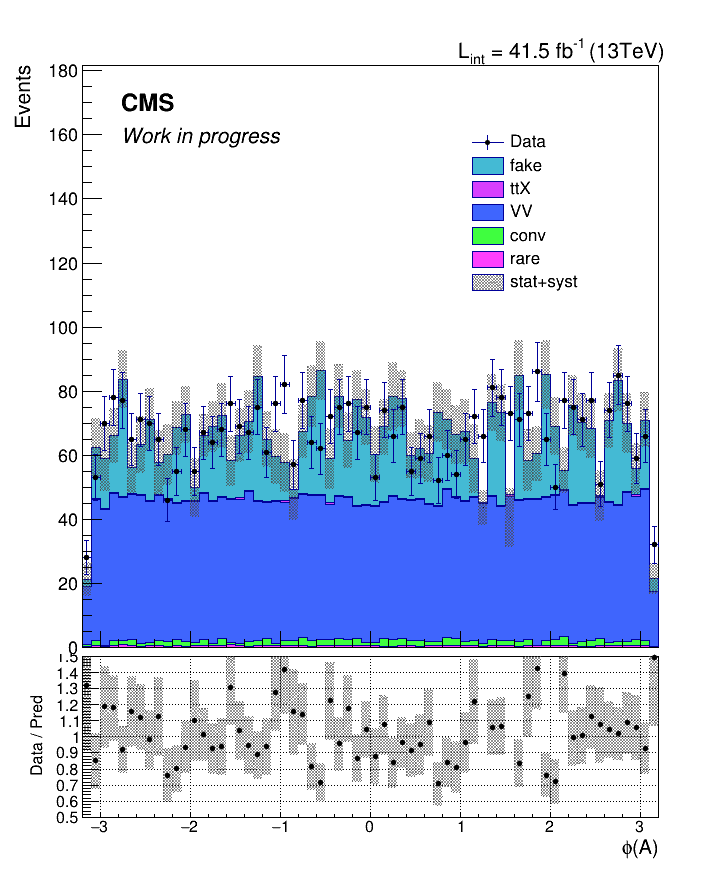 L_int = 41.5 fb^-1 (13TeV)
Events
180
160
140
120
100
80
60
40
20
0
CMS
Work in progress
Data
fake
ttX
VV
conv
rare
stat+syst
Data / Pred
1.5
1.4
1.3
1.2
1.1
1
0.9
0.8
0.7
0.6
0.5
−3 −2 −1 0 1 2 3
ϕ(A)